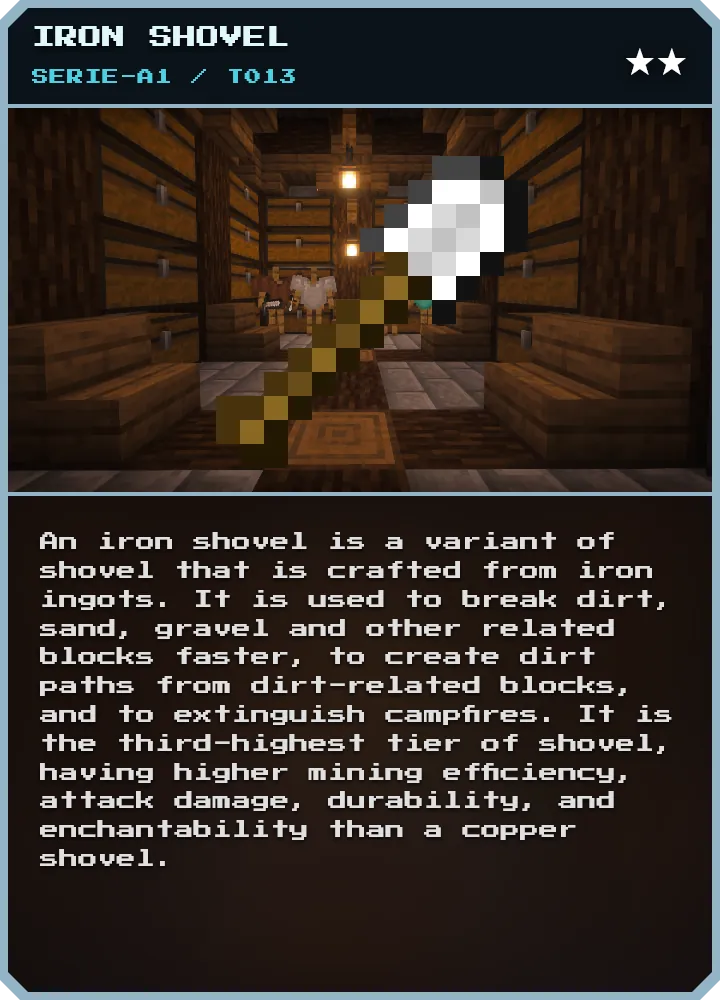 IRON SHOVEL
SERIE-A1 / T013
★★
An iron shovel is a variant of
shovel that is crafted from iron
ingots. It is used to break dirt,
sand, gravel and other related
blocks faster, to create dirt
paths from dirt-related blocks,
and to extinguish campfires. It is
the third-highest tier of shovel,
having higher mining efficiency,
attack damage, durability, and
enchantability than a copper
shovel.